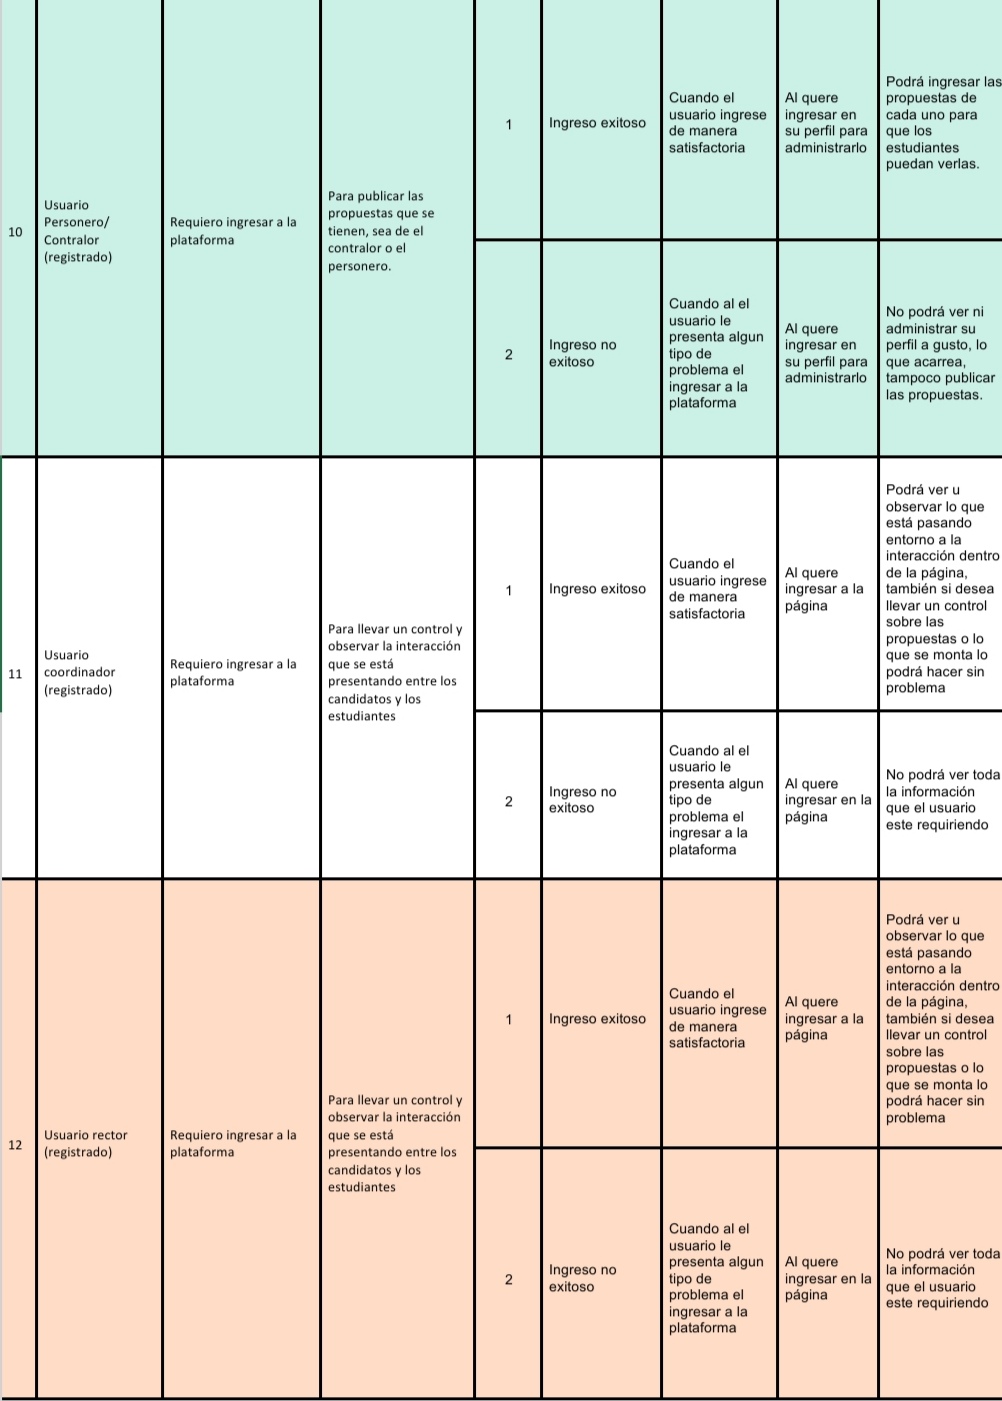 10
Usuario
Personero/
Contralor
(registrado)
Requiero ingresar a la
plataforma
Para publicar las
propuestas que se
tienen, sea de el
contralor o el
personero.
1
Ingreso exitoso
Cuando el
usuario ingrese
de manera
satisfactoria
Al quere
ingresar en
su perfil para
administrarlo
Podrá ingresar las
propuestas de
cada uno para
que los
estudiantes
puedan verlas.
2
Ingreso no
exitoso
Cuando al el
usuario le
presenta algun
tipo de
problema el
ingresar a la
plataforma
Al quere
ingresar en
su perfil para
administrarlo
No podrá ver ni
administrar su
perfil a gusto, lo
que acarrea,
tampoco publicar
las propuestas.
11
Usuario
coordinador
(registrado)
Requiero ingresar a la
plataforma
Para llevar un control y
observar la interacción
que se está
presentando entre los
candidatos y los
estudiantes
1
Ingreso exitoso
Cuando el
usuario ingrese
de manera
satisfactoria
Al quere
ingresar a la
página
Podrá ver u
observar lo que
está pasando
entorno a la
interacción dentro
de la página,
también si desea
llevar un control
sobre las
propuestas o lo
que se monta lo
podrá hacer sin
problema
2
Ingreso no
exitoso
Cuando al el
usuario le
presenta algun
tipo de
problema el
ingresar a la
plataforma
Al quere
ingresar en la
página
No podrá ver toda
la información
que el usuario
este requiriendo
12
Usuario rector
(registrado)
Requiero ingresar a la
plataforma
Para llevar un control y
observar la interacción
que se está
presentando entre los
candidatos y los
estudiantes
1
Ingreso exitoso
Cuando el
usuario ingrese
de manera
satisfactoria
Al quere
ingresar a la
página
Podrá ver u
observar lo que
está pasando
entorno a la
interacción dentro
de la página,
también si desea
llevar un control
sobre las
propuestas o lo
que se monta lo
podrá hacer sin
problema
2
Ingreso no
exitoso
Cuando al el
usuario le
presenta algun
tipo de
problema el
ingresar a la
plataforma
Al quere
ingresar en la
página
No podrá ver toda
la información
que el usuario
este requiriendo